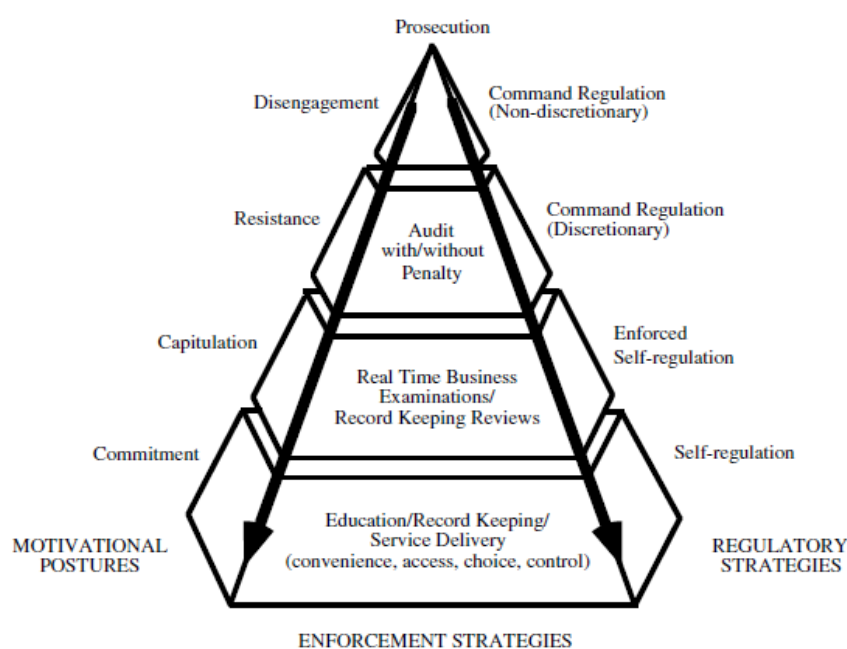 Prosecution
Disengagement
Command Regulation
(Non-discretionary)
Resistance
Command Regulation
(Discretionary)
Audit
with/without
Penalty
Capitulation
Enforced
Self-regulation
Real Time Business
Examinations/
Record Keeping Reviews
Commitment
Self-regulation
Education/Record Keeping/
Service Delivery
(convenience, access, choice, control)
MOTIVATIONAL
POSTURES
REGULATORY
STRATEGIES
ENFORCEMENT STRATEGIES